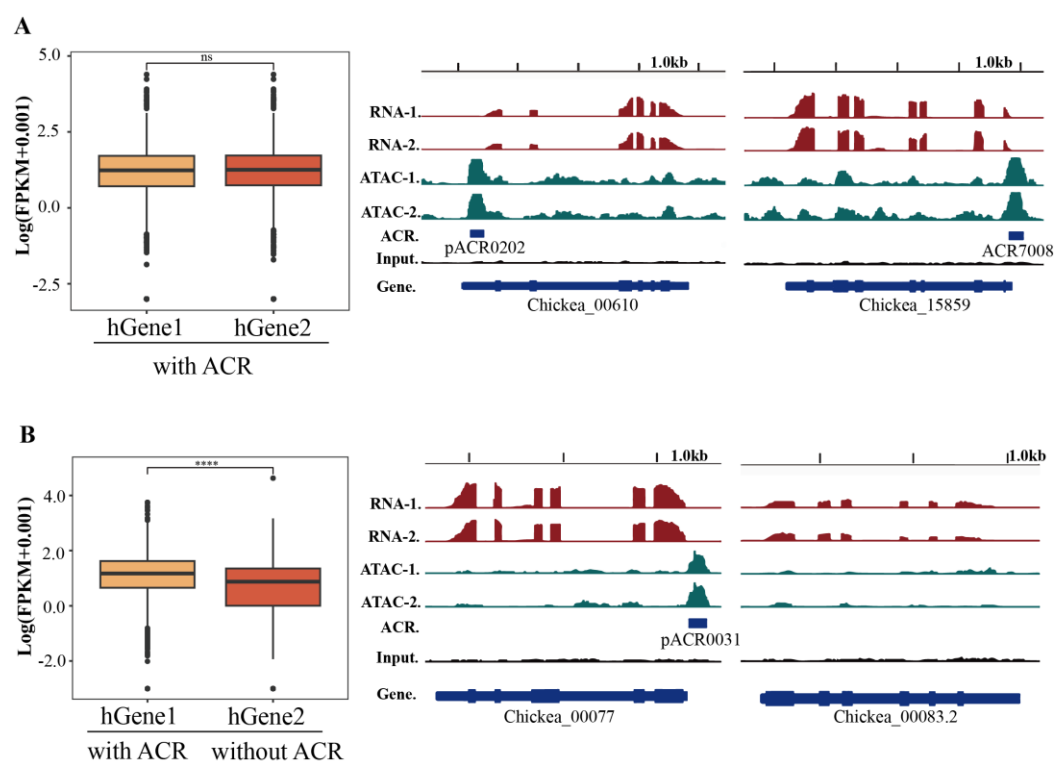 A
5.0
2.5
0.0
-2.5
Log(FPKM+0.001)
ns
hGene1 hGene2
with ACR
1.0kb 1.0kb
RNA-1.
RNA-2.
ATAC-1.
ATAC-2.
ACR.
pACR0202 ACR7008
Input.
Gene.
Chickea_00610 Chickea_15859
B
4.0
2.0
0.0
-2.0
Log(FPKM+0.001)
****
hGene1 hGene2
with ACR without ACR
1.0kb 1.0kb
RNA-1.
RNA-2.
ATAC-1.
ATAC-2.
ACR.
pACR0031
Input.
Gene.
Chickea_00077 Chickea_00083.2